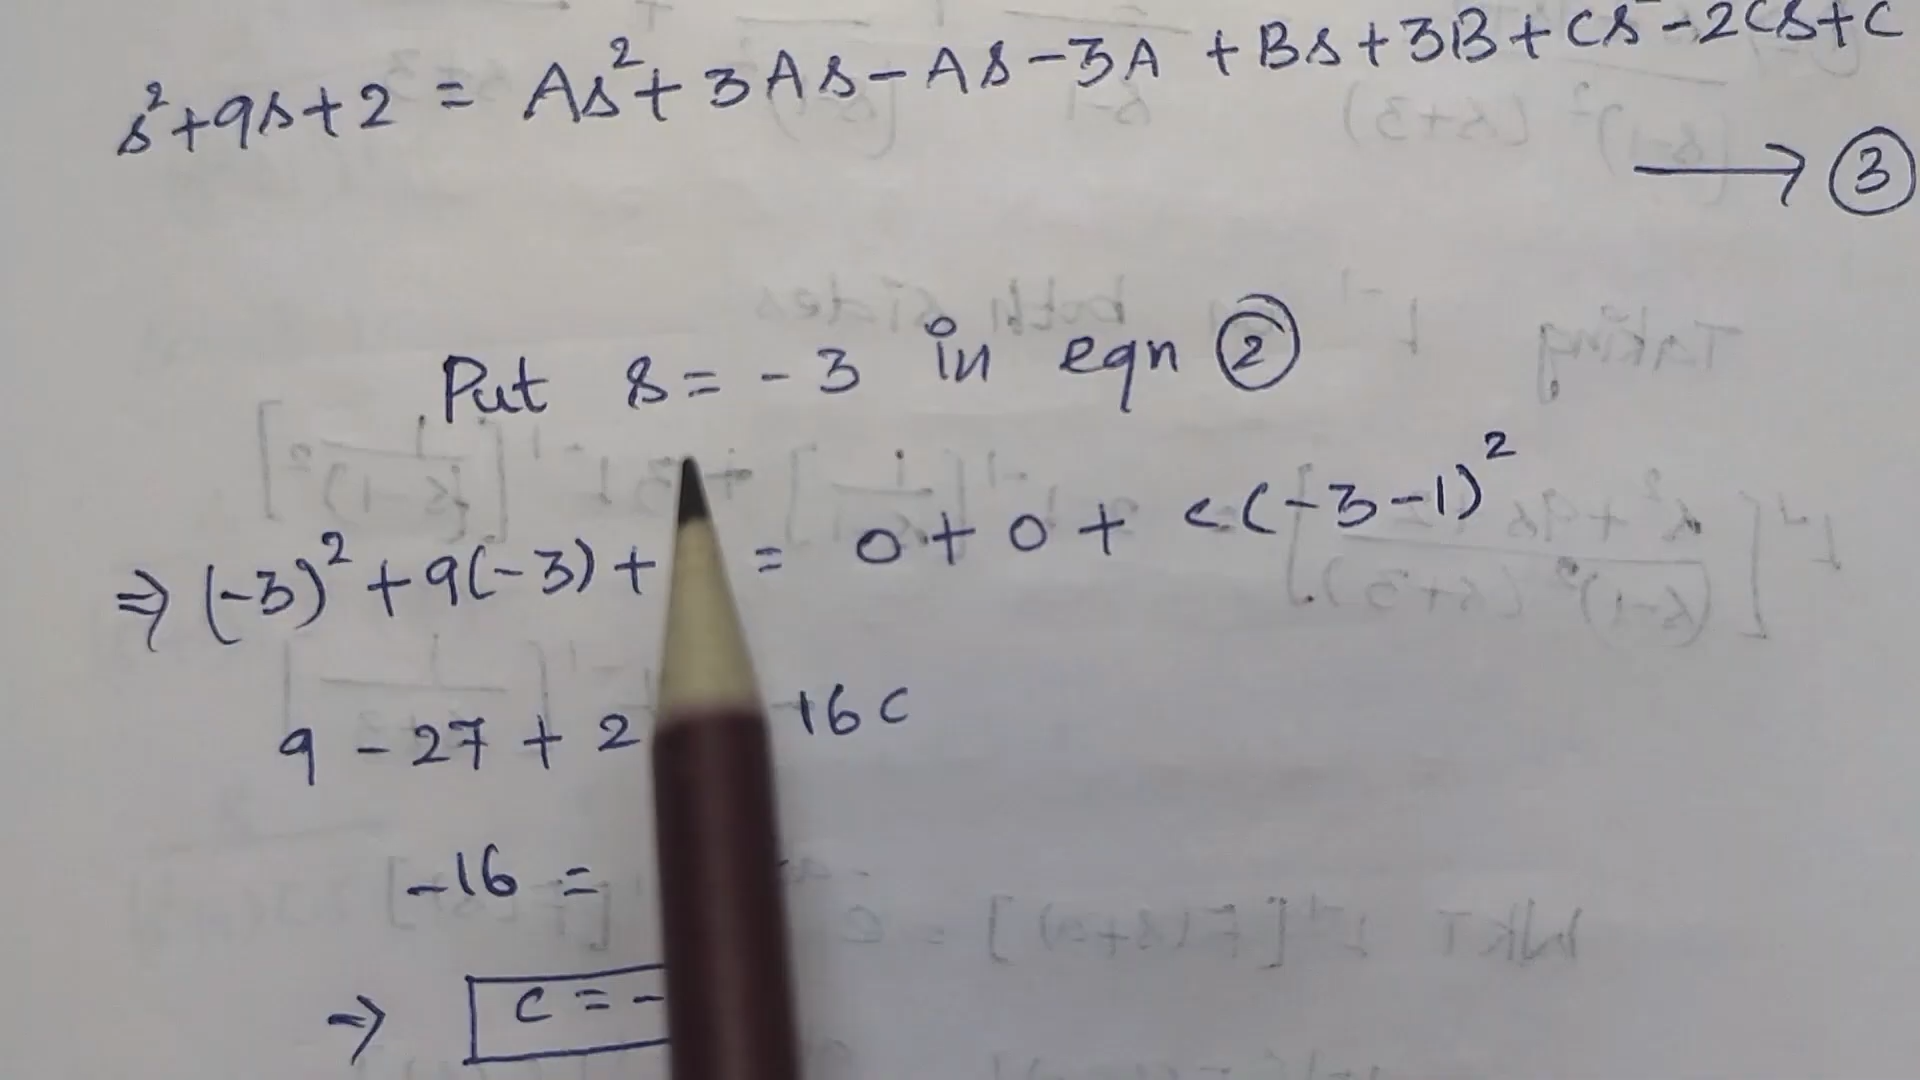 s²+9s+2 = As²+3As-As-3A+Bs+3B+Cs²-2Cs+C
→ ③
Put s=-3 in eqn ②
⇒ (-3)²+9(-3)+ = 0+0+C(-3-1)²
9-27+2 16C
-16 =
⇒ C = -